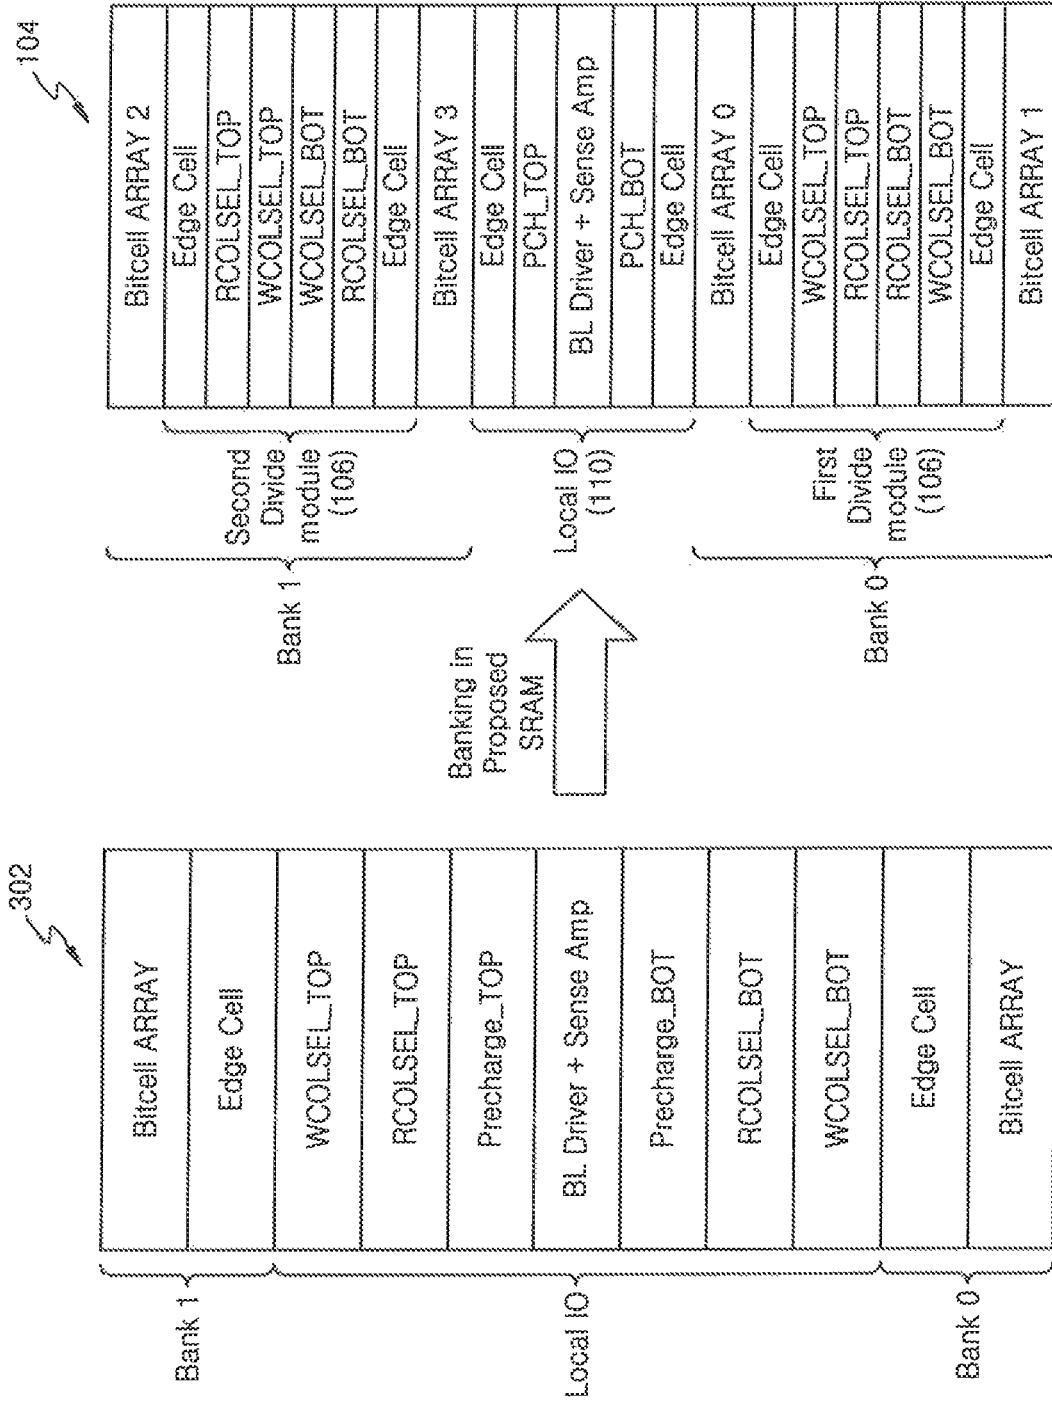 302
Bitcell ARRAY
Edge Cell
WCOLSEL_TOP
RCOLSEL_TOP
Precharge_TOP
BL Driver + Sense Amp
Precharge_BOT
RCOLSEL_BOT
WCOLSEL_BOT
Edge Cell
Bitcell ARRAY
Bank 1
Local IO
Bank 0
Banking in
Proposed
SRAM
104
Bitcell ARRAY 2
Edge Cell
RCOLSEL_TOP
WCOLSEL_TOP
WCOLSEL_BOT
RCOLSEL_BOT
Edge Cell
Bitcell ARRAY 3
Edge Cell
PCH_TOP
BL Driver + Sense Amp
PCH_BOT
Edge Cell
Bitcell ARRAY 0
Edge Cell
WCOLSEL_TOP
RCOLSEL_TOP
RCOLSEL_BOT
WCOLSEL_BOT
Edge Cell
Bitcell ARRAY 1
Second
Divide
module
(106)
Local IO
(110)
First
Divide
module
(106)
Bank 1
Bank 0